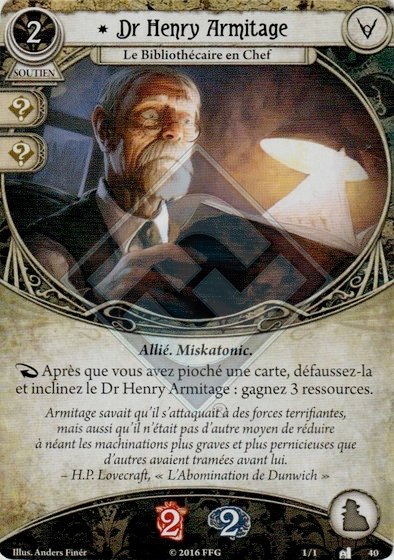 2
Dr Henry Armitage
Le Bibliothécaire en Chef
SOUTIEN
?
?
Allié. Miskatonic.
Après que vous avez pioché une carte, défaussez-la
et inclinez le Dr Henry Armitage : gagnez 3 ressources.
Armitage savait qu'il s'attaquait à des forces terrifiantes,
mais aussi qu'il n'était pas d'autre moyen de réduire
à néant les machinations plus graves et plus pernicieuses que
d'autres avaient tramées avant lui.
– H.P. Lovecraft, « L'Abomination de Dunwich »
2 2
Illus. Anders Finér © 2016 FFG 1/1 40